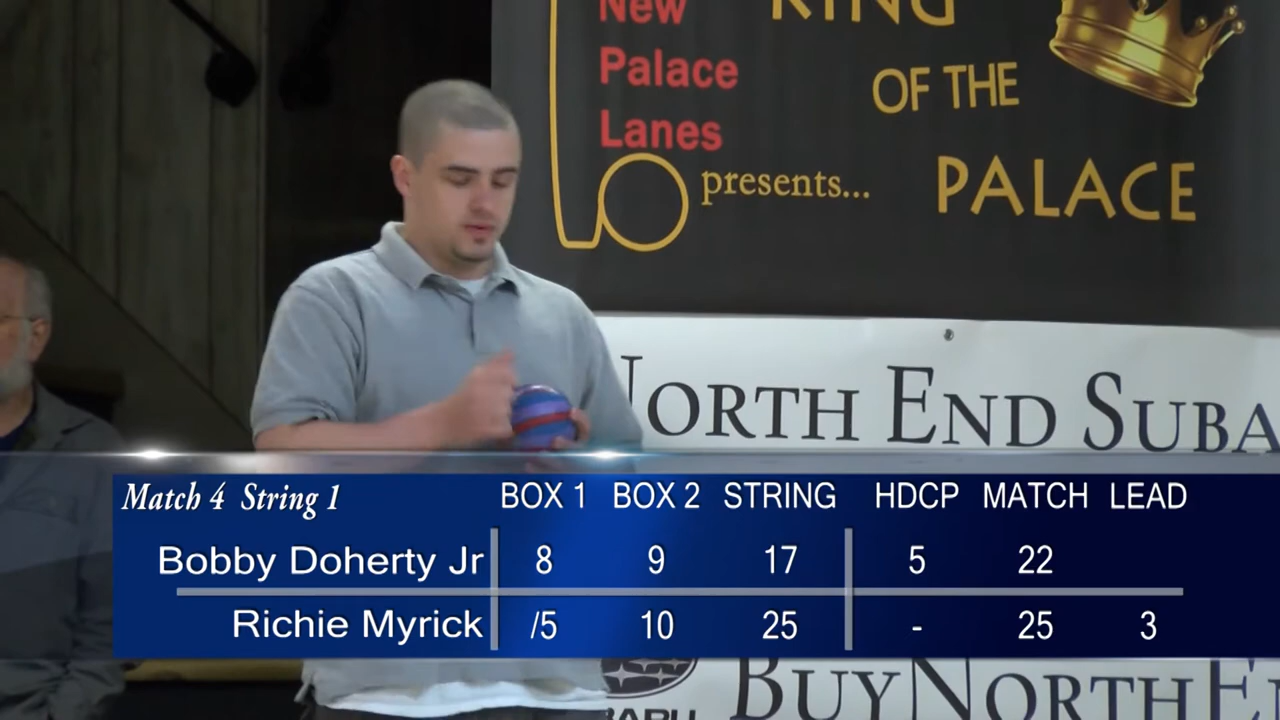 New
Palace
Lanes
presents...
KING
OF THE
PALACE
NORTH END SUBA
Match 4 String 1 BOX 1 BOX 2 STRING HDCP MATCH LEAD
Bobby Doherty Jr 8 9 17 5 22
Richie Myrick /5 10 25 - 25 3
BARU
BUYNORTHE